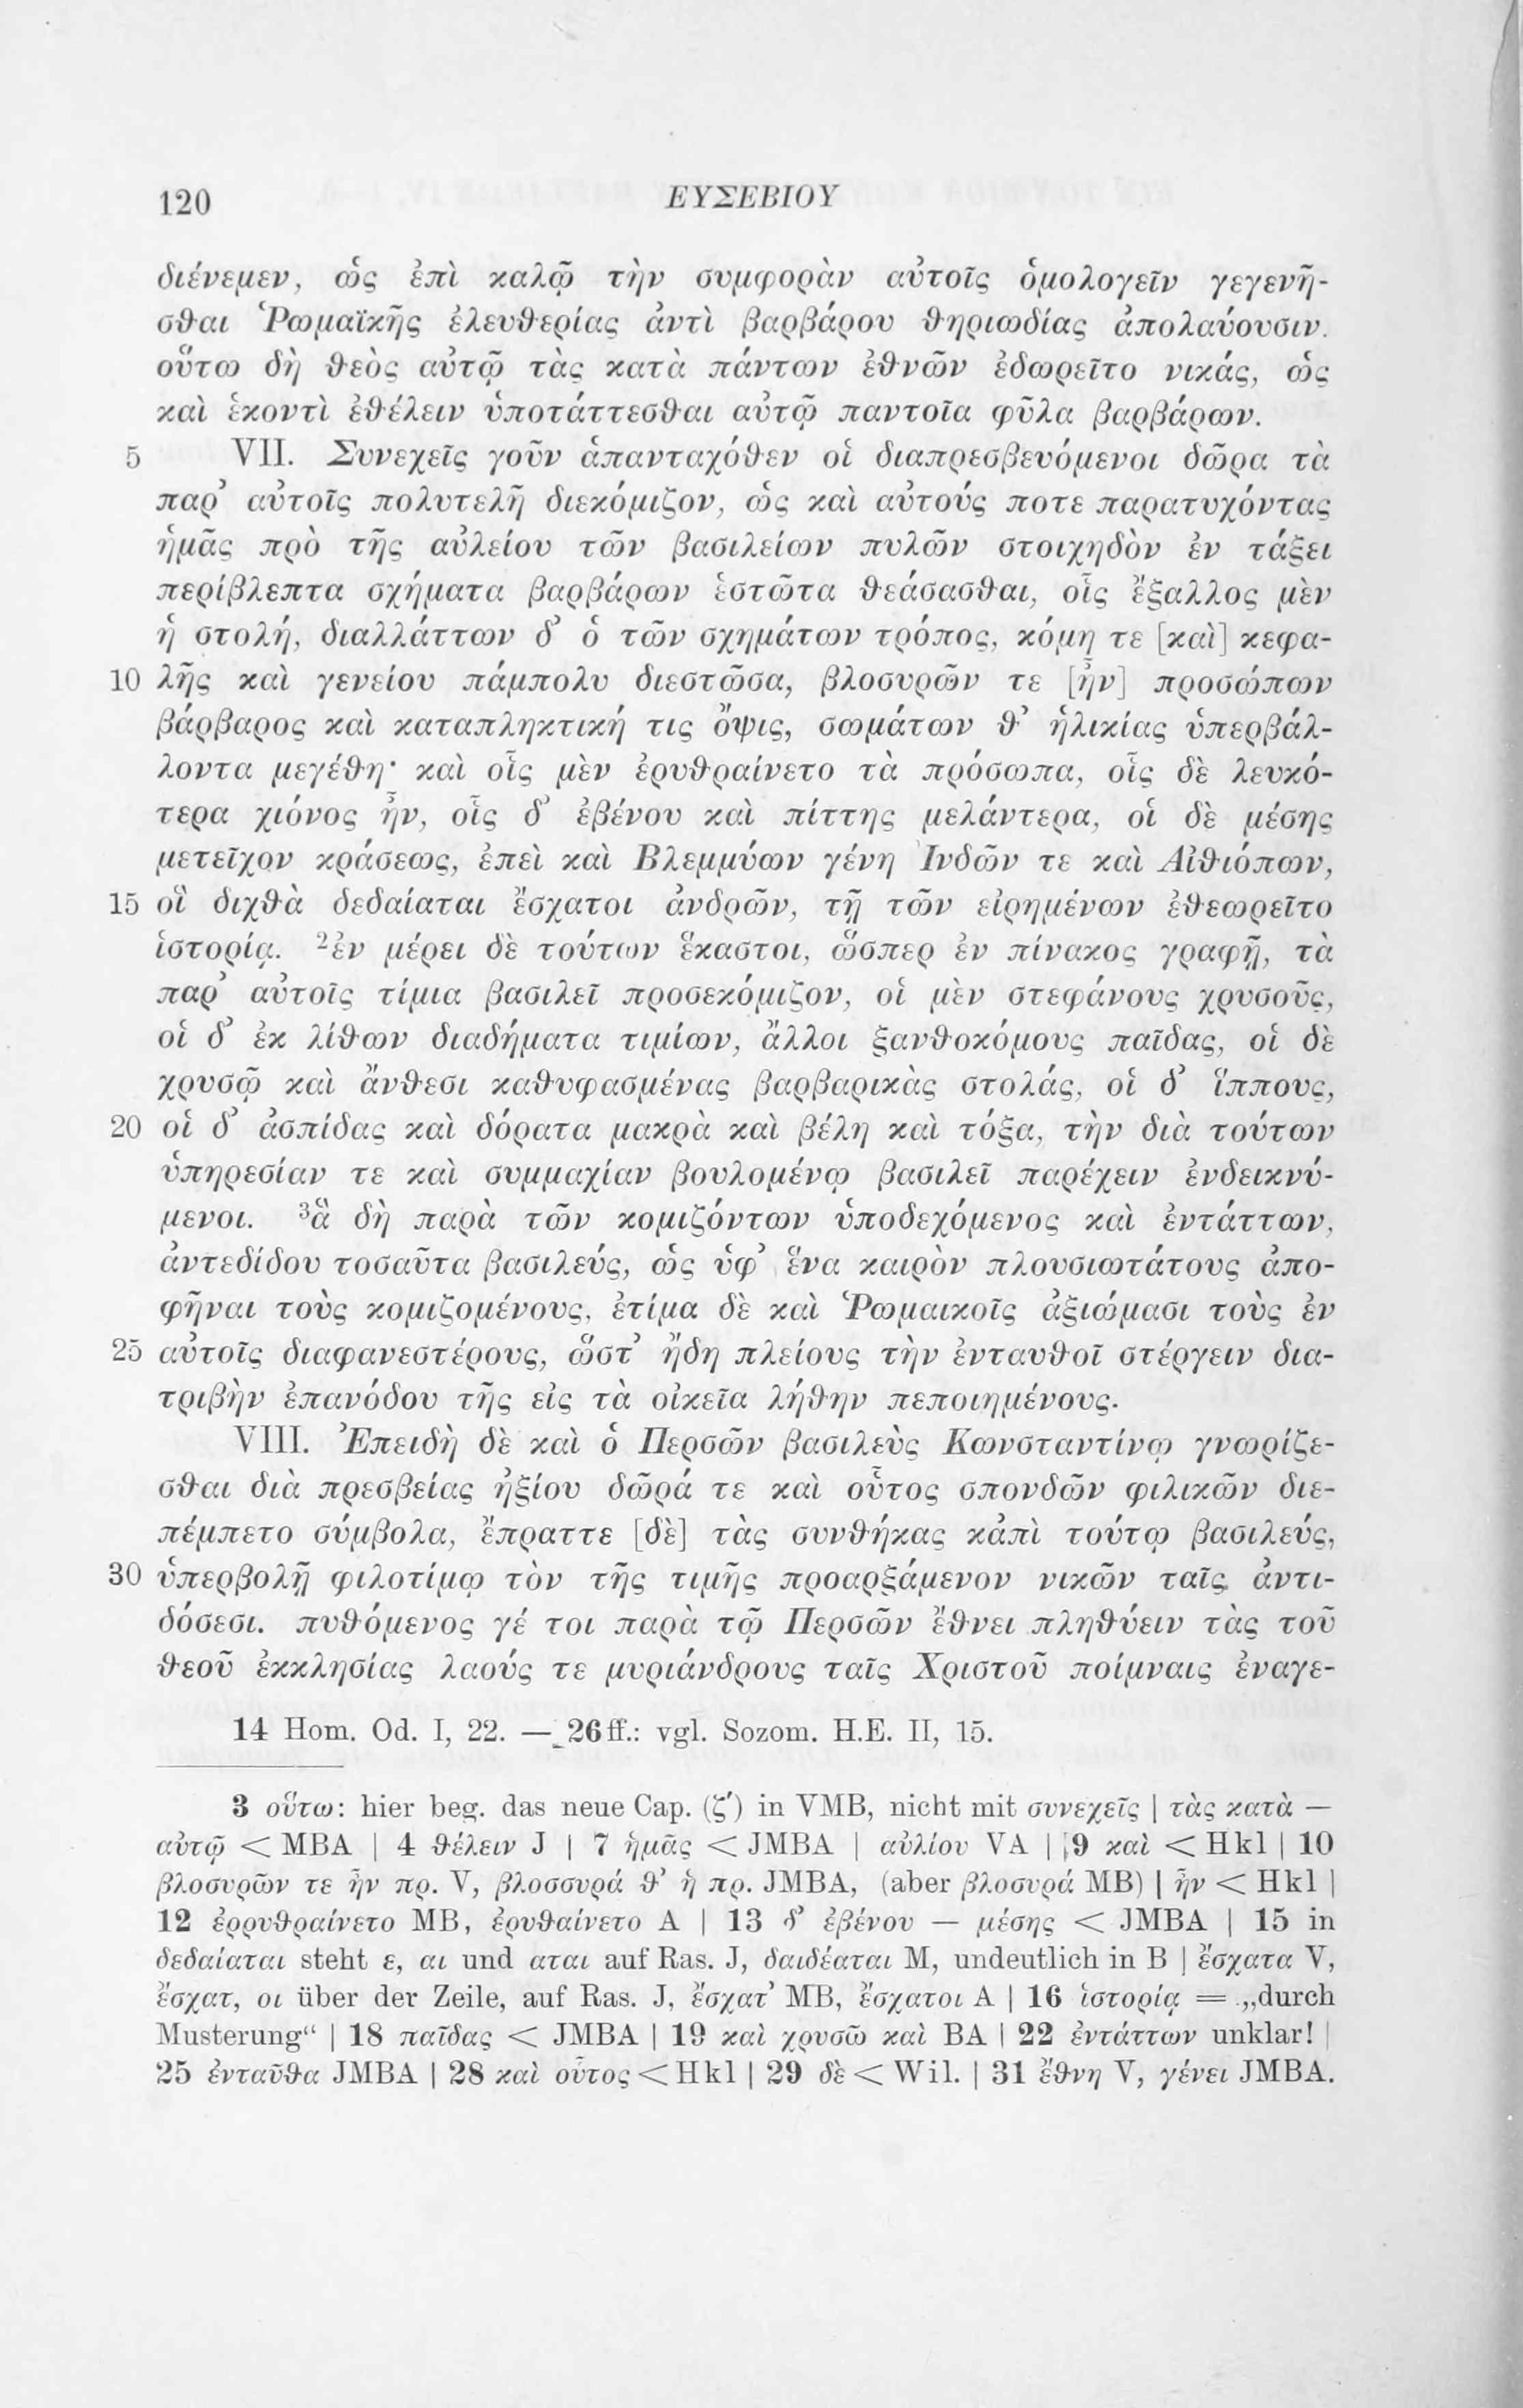 120 ΕΥΣΕΒΙΟΥ
διένεμεν, ὡς ἐπὶ καλῷ τὴν συμφορὰν αὐτοῖς ὁμολογεῖν γεγενῆ-
σθαι Ῥωμαϊκῆς ἐλευθερίας ἀντὶ βαρβάρου θηριωδίας ἀπολαύουσιν.
οὕτω δὴ θεὸς αὐτῷ τὰς κατὰ πάντων ἐθνῶν ἐδωρεῖτο νικάς, ὡς
καὶ ἑκοντὶ ἐθέλειν ὑποτάττεσθαι αὐτῷ παντοῖα φῦλα βαρβάρων.
5 VII. Συνεχεῖς γοῦν ἁπανταχόθεν οἱ διαπρεσβευόμενοι δῶρα τὰ
παρ’ αὐτοῖς πολυτελῆ διεκόμιζον, ὡς καὶ αὐτούς ποτε παρατυχόντας
ἡμᾶς πρὸ τῆς αὐλείου τῶν βασιλείων πυλῶν στοιχηδὸν ἐν τάξει
περίβλεπτα σχήματα βαρβάρων ἑστῶτα θεάσασθαι, οἷς ἔξαλλος μὲν
ἡ στολή, διαλλάττων δ’ ὁ τῶν σχημάτων τρόπος, κόμη τε [καὶ] κεφα-
10 λῆς καὶ γενείου πάμπολυ διεστῶσα, βλοσυρῶν τε [ἦν] προσώπων
βάρβαρος καὶ καταπληκτική τις ὄψις, σωμάτων θ’ ἡλικίας ὑπερβάλ-
λοντα μεγέθη· καὶ οἷς μὲν ἐρυθραίνετο τὰ πρόσωπα, οἷς δὲ λευκό-
τερα χιόνος ἦν, οἷς δ’ ἐβένου καὶ πίττης μελάντερα, οἱ δὲ μέσης
μετεῖχον κράσεως, ἐπεὶ καὶ Βλεμμύων γένη Ἰνδῶν τε καὶ Αἰθιόπων,
15 οἳ διχθὰ δεδαίαται ἔσχατοι ἀνδρῶν, τῇ τῶν εἰρημένων ἐθεωρεῖτο
ἱστορίᾳ. ²ἐν μέρει δὲ τούτων ἕκαστοι, ὥσπερ ἐν πίνακος γραφῇ, τὰ
παρ’ αὐτοῖς τίμια βασιλεῖ προσεκόμιζον, οἱ μὲν στεφάνους χρυσοῦς,
οἱ δ’ ἐκ λίθων διαδήματα τιμίων, ἄλλοι ξανθοκόμους παῖδας, οἱ δὲ
χρυσῷ καὶ ἄνθεσι καθυφασμένας βαρβαρικὰς στολάς, οἱ δ’ ἵππους,
20 οἱ δ’ ἀσπίδας καὶ δόρατα μακρὰ καὶ βέλη καὶ τόξα, τὴν διὰ τούτων
ὑπηρεσίαν τε καὶ συμμαχίαν βουλομένῳ βασιλεῖ παρέχειν ἐνδεικνύ-
μενοι. ³ἃ δὴ παρὰ τῶν κομιζόντων ὑποδεχόμενος καὶ ἐντάττων,
ἀντεδίδου τοσαῦτα βασιλεύς, ὡς ὑφ’ ἕνα καιρὸν πλουσιωτάτους ἀπο-
φῆναι τοὺς κομιζομένους, ἐτίμα δὲ καὶ Ῥωμαικοῖς ἀξιώμασι τοὺς ἐν
25 αὐτοῖς διαφανεστέρους, ὥστ’ ἤδη πλείους τὴν ἐνταυθοῖ στέργειν δια-
τριβὴν ἐπανόδου τῆς εἰς τὰ οἰκεῖα λήθην πεποιημένους.
VIII. Ἐπειδὴ δὲ καὶ ὁ Περσῶν βασιλεὺς Κωνσταντίνῳ γνωρίζε-
σθαι διὰ πρεσβείας ἠξίου δῶρά τε καὶ οὗτος σπονδῶν φιλικῶν διε-
πέμπετο σύμβολα, ἔπραττε [δὲ] τὰς συνθήκας κἀπὶ τούτῳ βασιλεύς,
30 ὑπερβολῇ φιλοτίμῳ τὸν τῆς τιμῆς προαρξάμενον νικῶν ταῖς ἀντι-
δόσεσι. πυθόμενος γέ τοι παρὰ τῷ Περσῶν ἔθνει πληθύειν τὰς τοῦ
θεοῦ ἐκκλησίας λαούς τε μυριάνδρους ταῖς Χριστοῦ ποίμναις ἐναγε-
14 Hom. Od. I, 22. — 26 ff.: vgl. Sozom. H.E. II, 15.
3 οὕτω: hier beg. das neue Cap. (ζ′) in VMB, nicht mit συνεχεῖς | τὰς κατὰ —
αὐτῷ < MBA | 4 θέλειν J | 7 ἡμᾶς < JMBA | αὐλίου VA | 9 καὶ < Hkl | 10
βλοσυρῶν τε ἦν πρ. V, βλοσσυρά θ’ ἡ πρ. JMBA, (aber βλοσυρά MB) | ἦν < Hkl |
12 ἐρρυθραίνετο MB, ἐρυθαίνετο A | 13 δ’ ἐβένου — μέσης < JMBA | 15 in
δεδαίαται steht ε, αι und αται auf Ras. J, δαιδέαται M, undeutlich in B | ἔσχατα V,
ἔσχατ, οι über der Zeile, auf Ras. J, ἔσχατ’ MB, ἔσχατοι A | 16 ἱστορίᾳ = „durch
Musterung“ | 18 παῖδας < JMBA | 19 καὶ χρυσῶ καὶ BA | 22 ἐντάττων unklar! |
25 ἐνταῦθα JMBA | 28 καὶ οὗτος < Hkl | 29 δὲ < Wil. | 31 ἔθνη V, γένει JMBA.